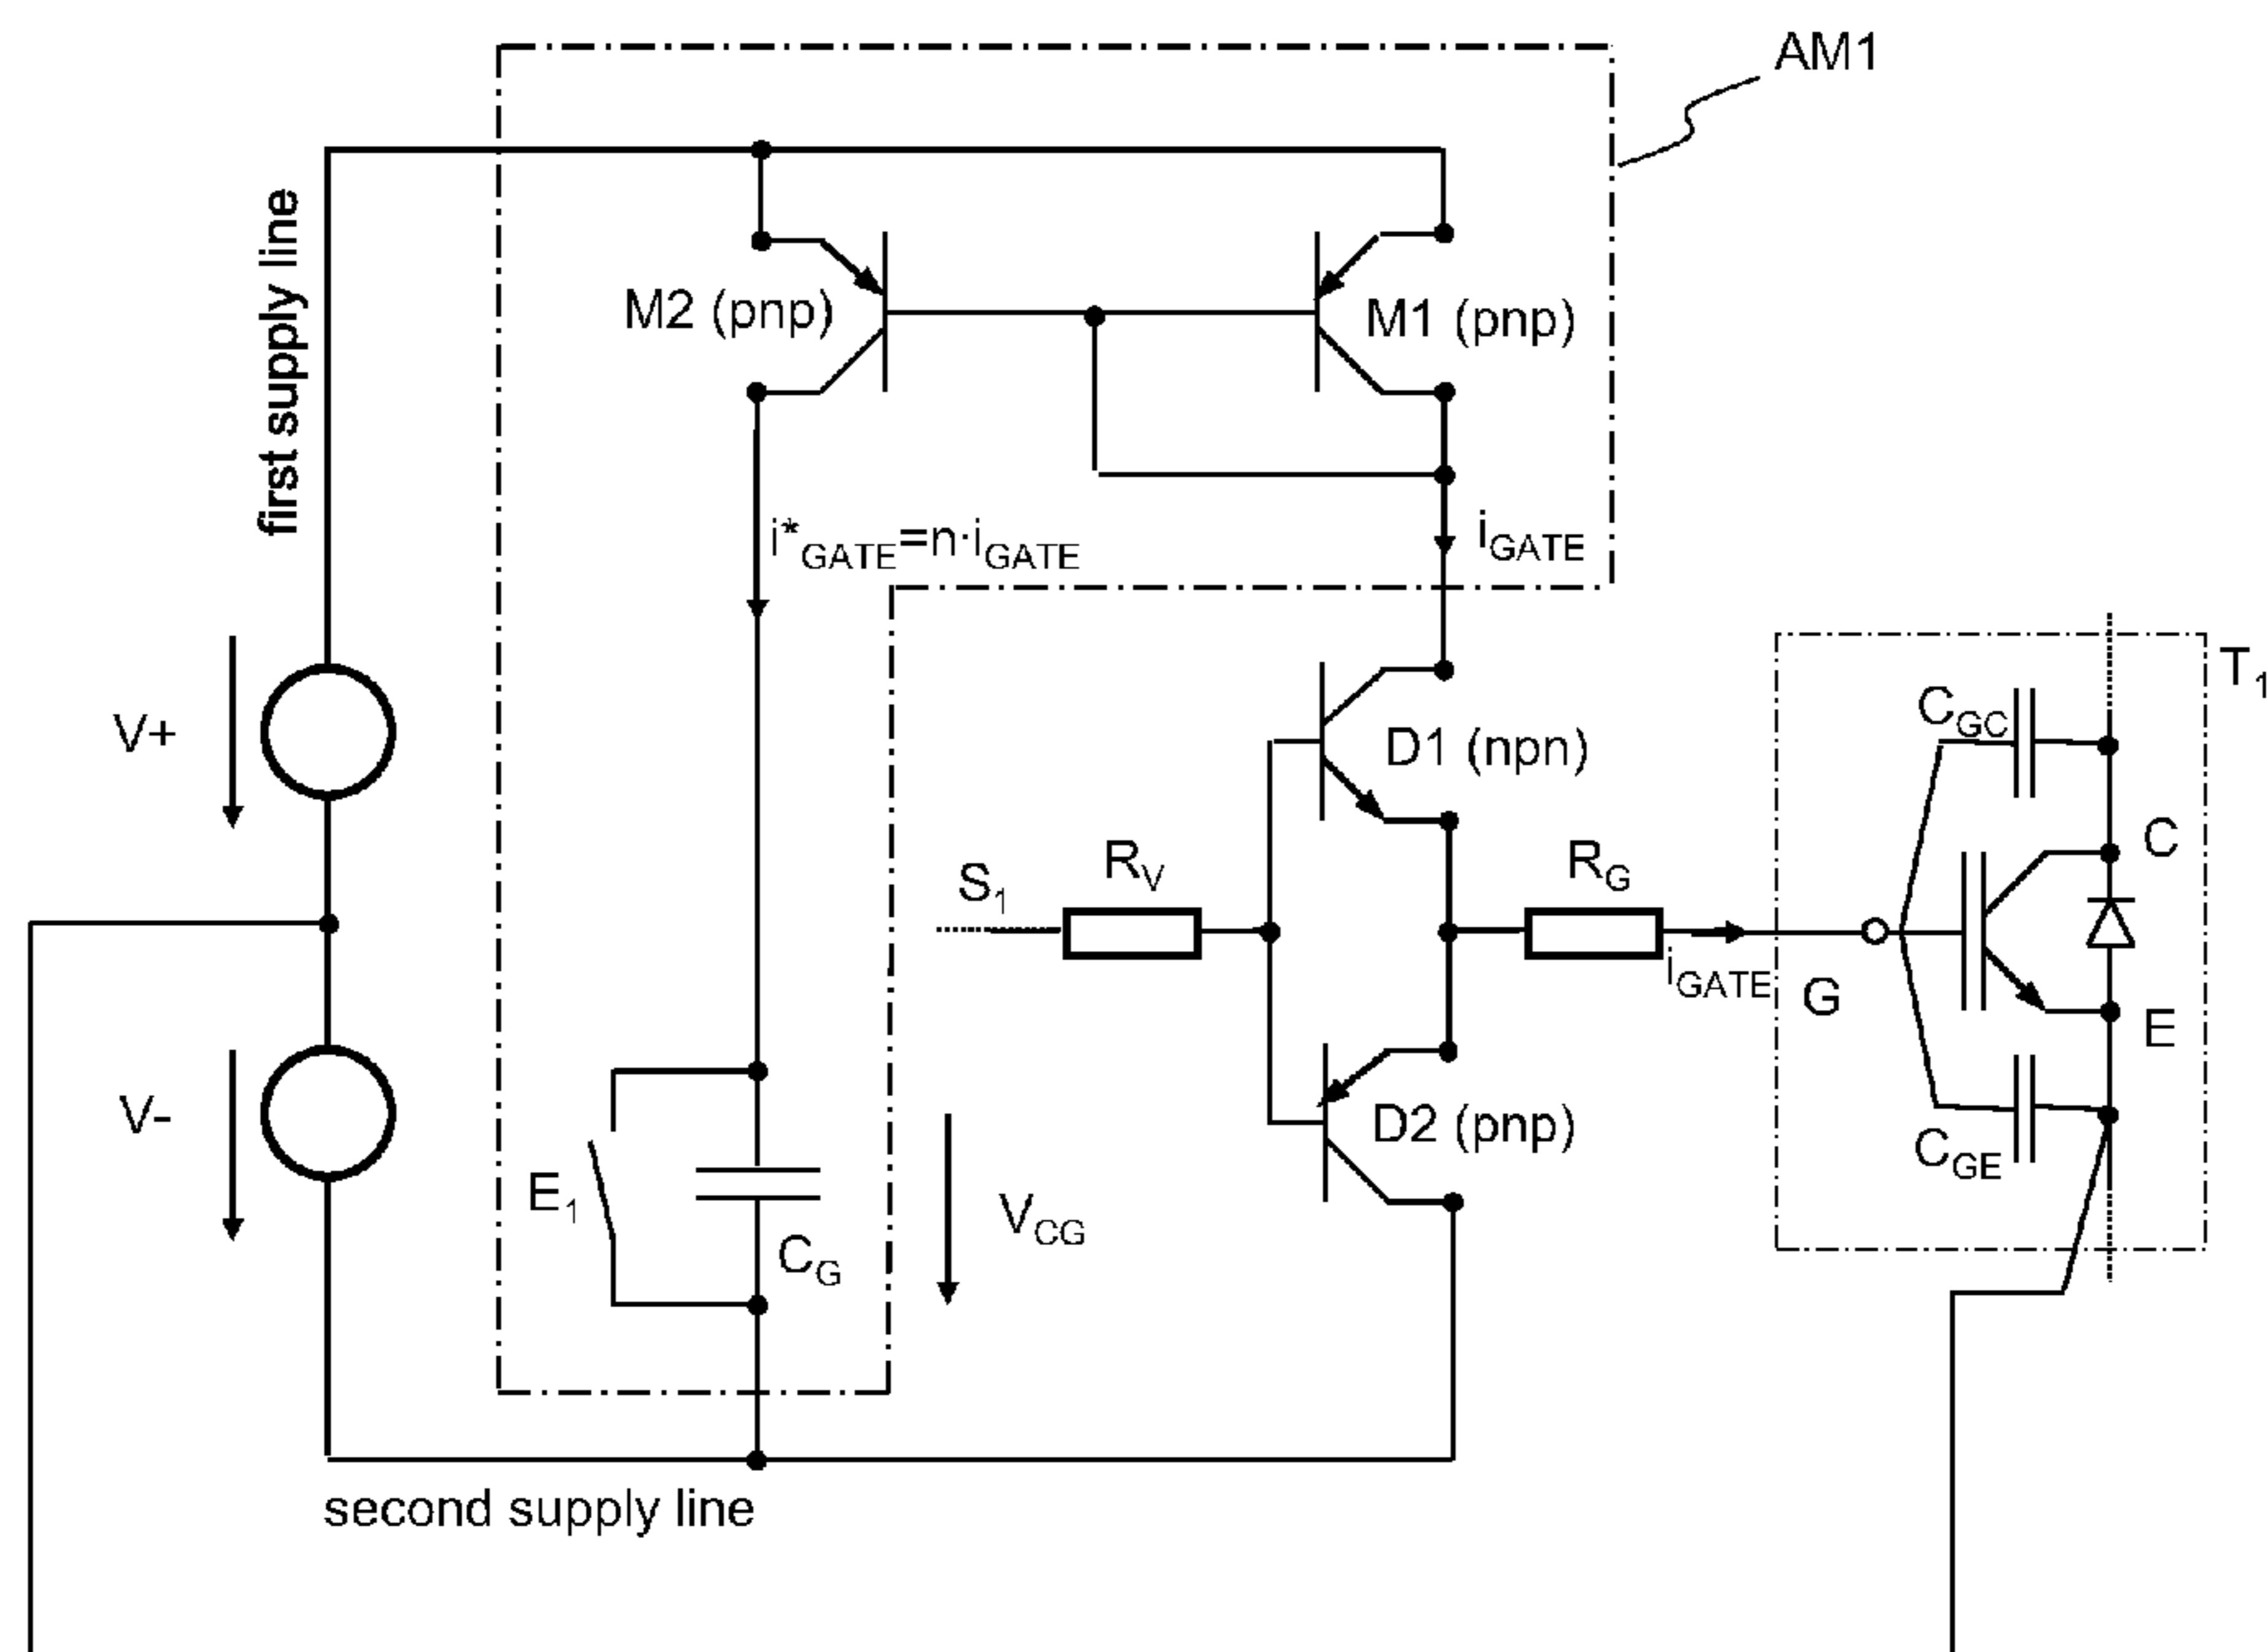 AM1
first supply line
M2 (pnp)
M1 (pnp)
i*GATE=n·iGATE
iGATE
V+
D1 (npn)
T1
CGC
C
S1
RV
RG
iGATE
G
E
V-
D2 (pnp)
CGE
E1
CG
VCG
second supply line